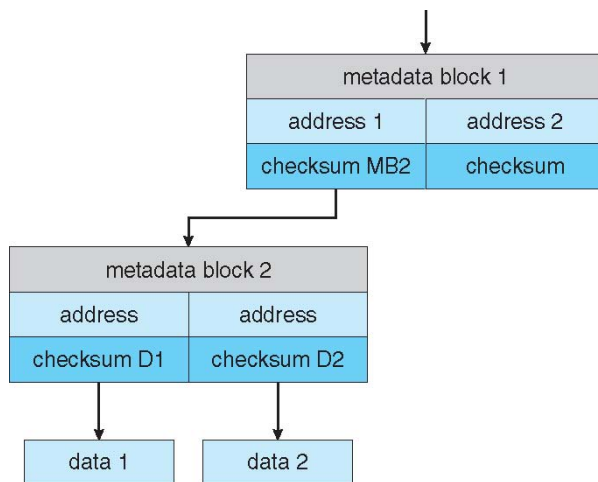 metadata block 1
address 1
address 2
checksum MB2
checksum
metadata block 2
address
address
checksum D1
checksum D2
data 1
data 2